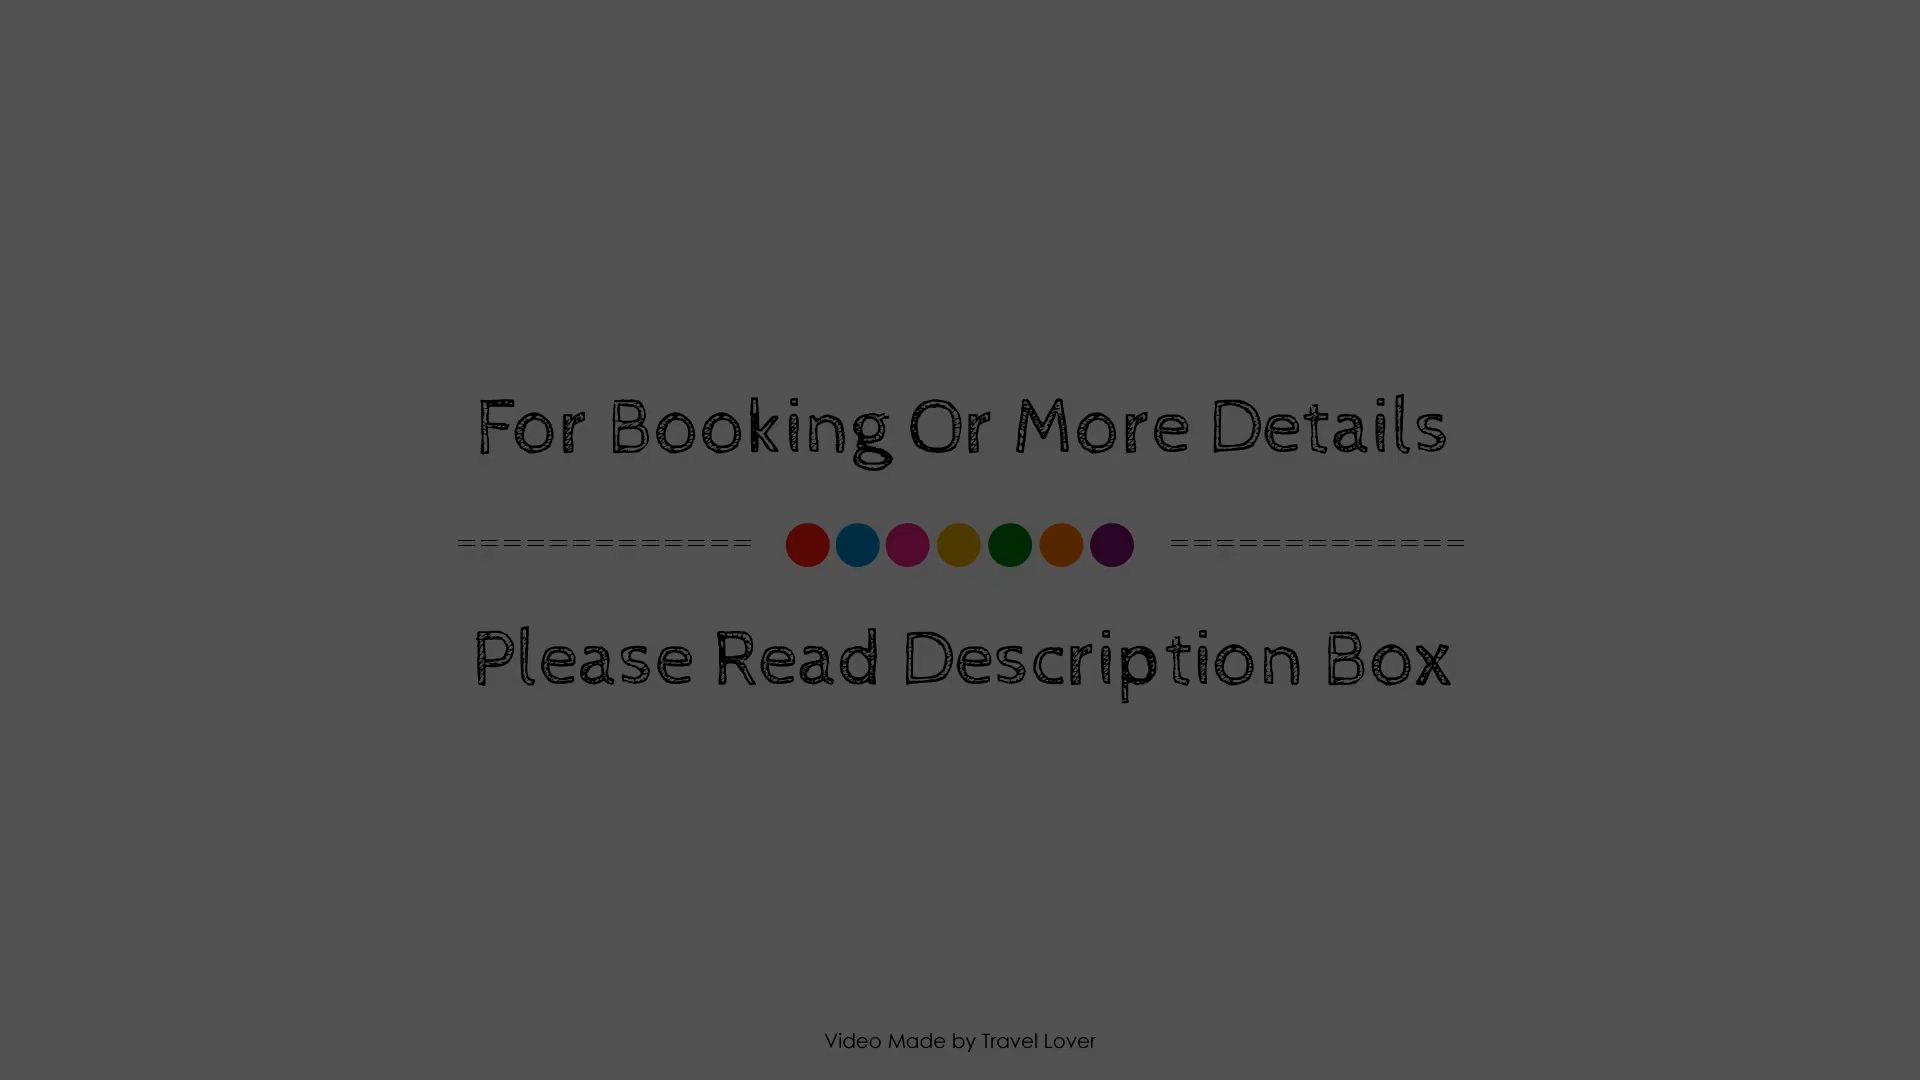 For Booking Or More Details
============= =============
Please Read Description Box
Video Made by Travel Lover